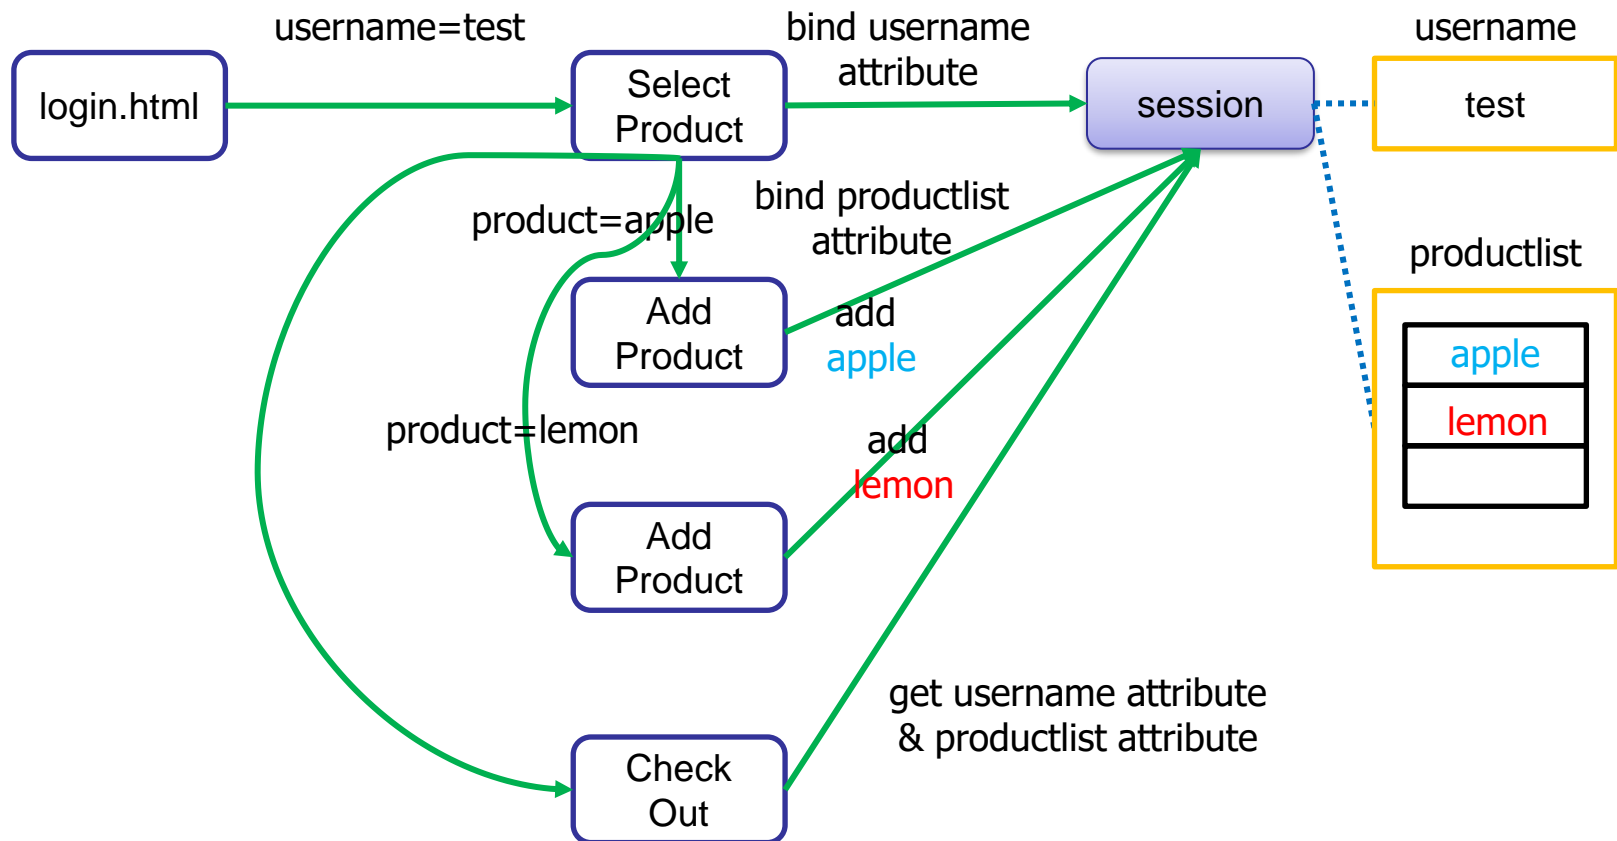 username=test
bind username
attribute
username
login.html
Select
Product
session
test
product=apple
bind productlist
attribute
productlist
Add
Product
add
apple
apple
lemon
product=lemon
add
lemon
Add
Product
get username attribute
& productlist attribute
Check
Out